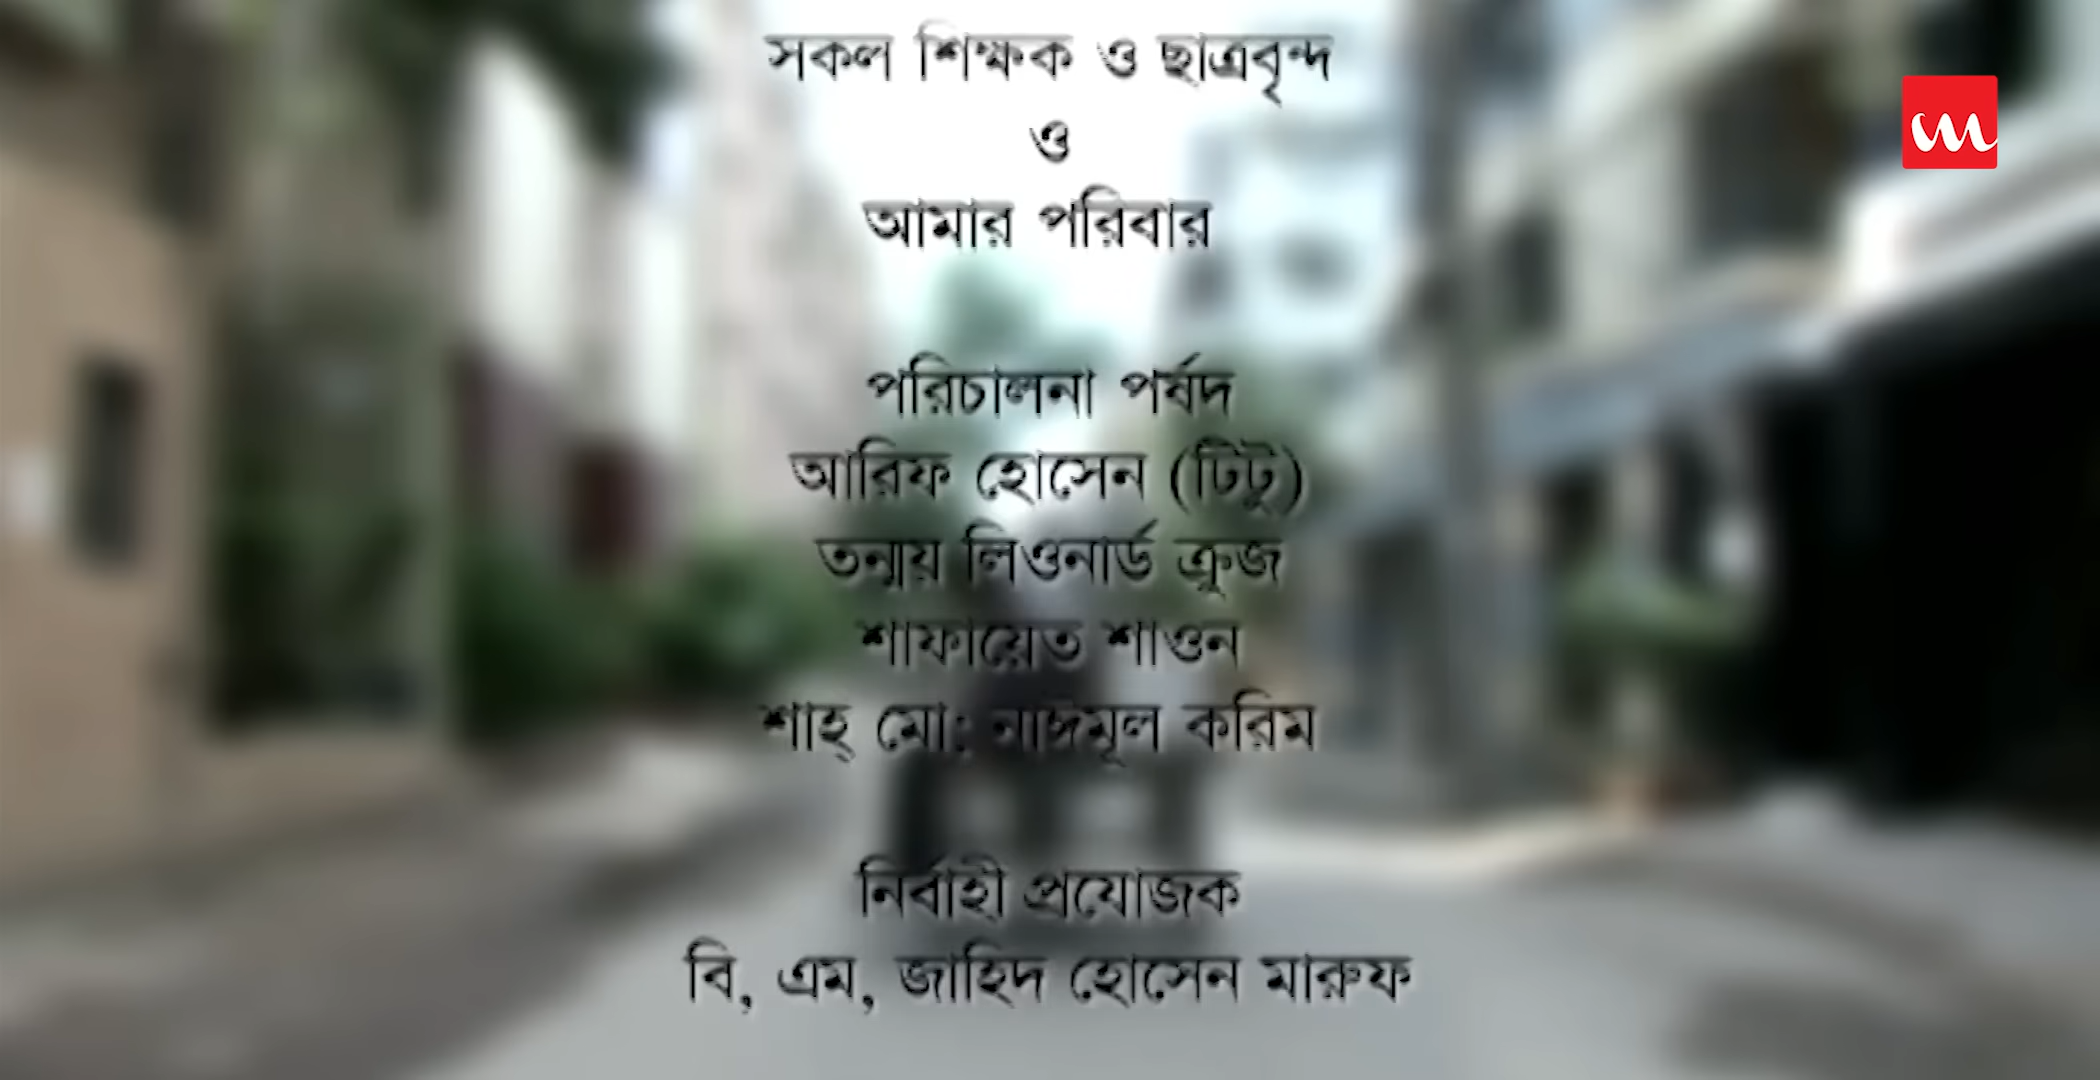 সকল শিক্ষক ও ছাত্রবৃন্দ
ও
আমার পরিবার
পরিচালনা পর্ষদ
আরিফ হোসেন (টিটু)
তন্ময় লিওনার্ড ক্রুজ
শাফায়েত শাওন
শাহ্ মো: নাঈমূল করিম
নির্বাহী প্রযোজক
বি, এম, জাহিদ হোসেন মারুফ